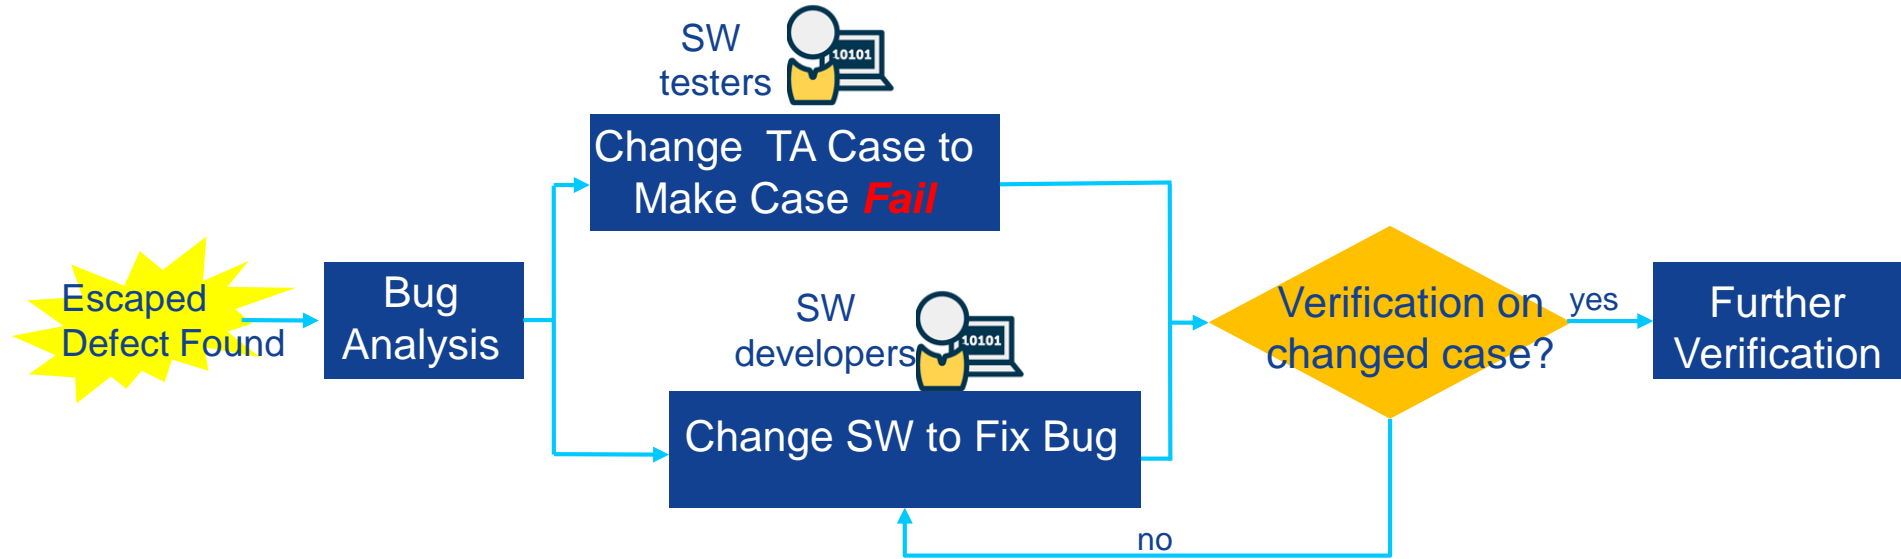 SW
testers
10101
Change TA Case to
Make Case Fail
Escaped
Defect Found
Bug
Analysis
SW
developers
10101
Change SW to Fix Bug
Verification on
changed case?
yes
no
Further
Verification